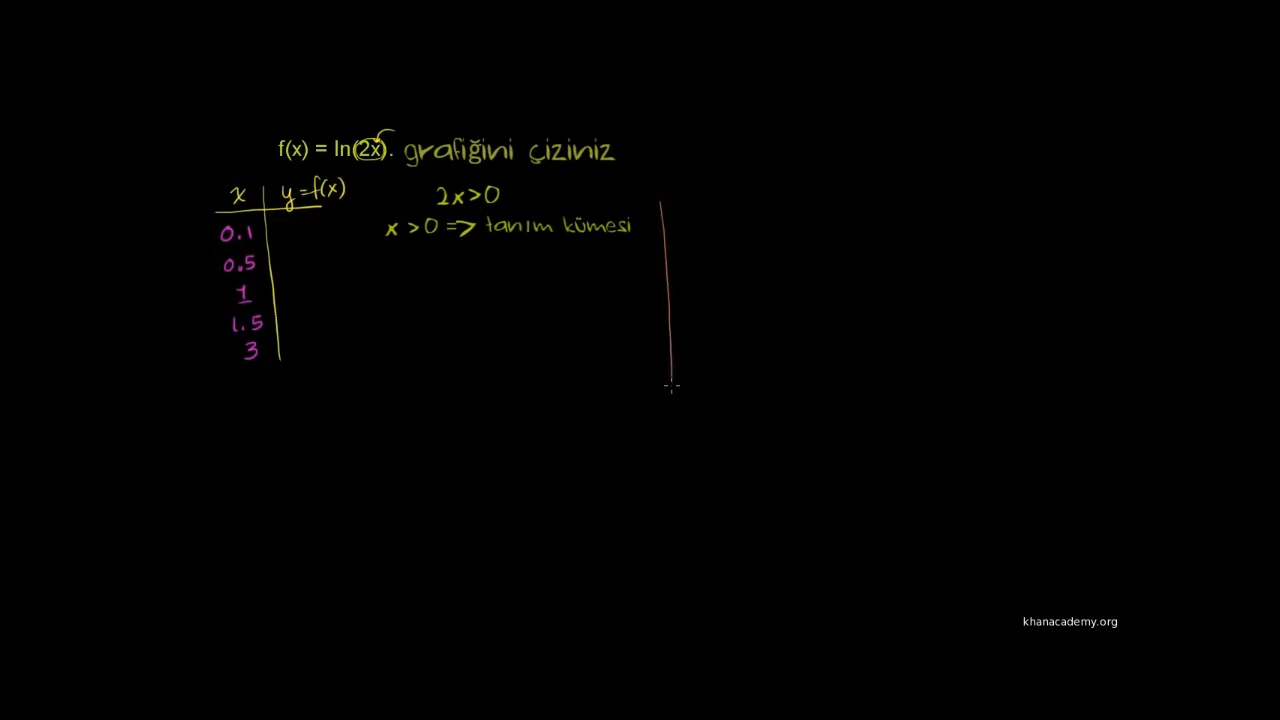 f(x) = ln(2x). grafiğini çiziniz
x y=f(x)
2x>0
x>0 => tanım kümesi
0.1
0.5
1
1.5
3
khanacademy.org